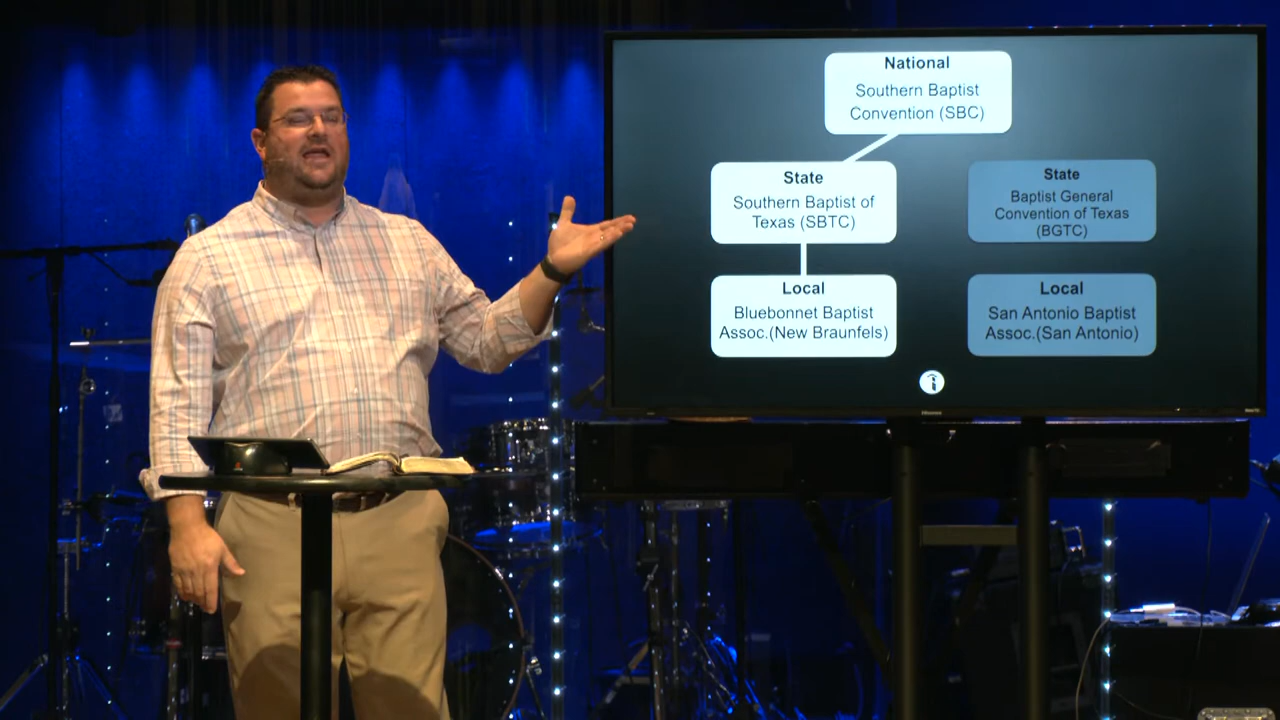 National
Southern Baptist
Convention (SBC)
State
Southern Baptist of
Texas (SBTC)
State
Baptist General
Convention of Texas
(BGTC)
Local
Bluebonnet Baptist
Assoc.(New Braunfels)
Local
San Antonio Baptist
Assoc.(San Antonio)
Hisense